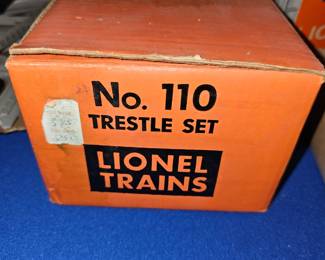 No. 110
TRESTLE SET
LIONEL
TRAINS